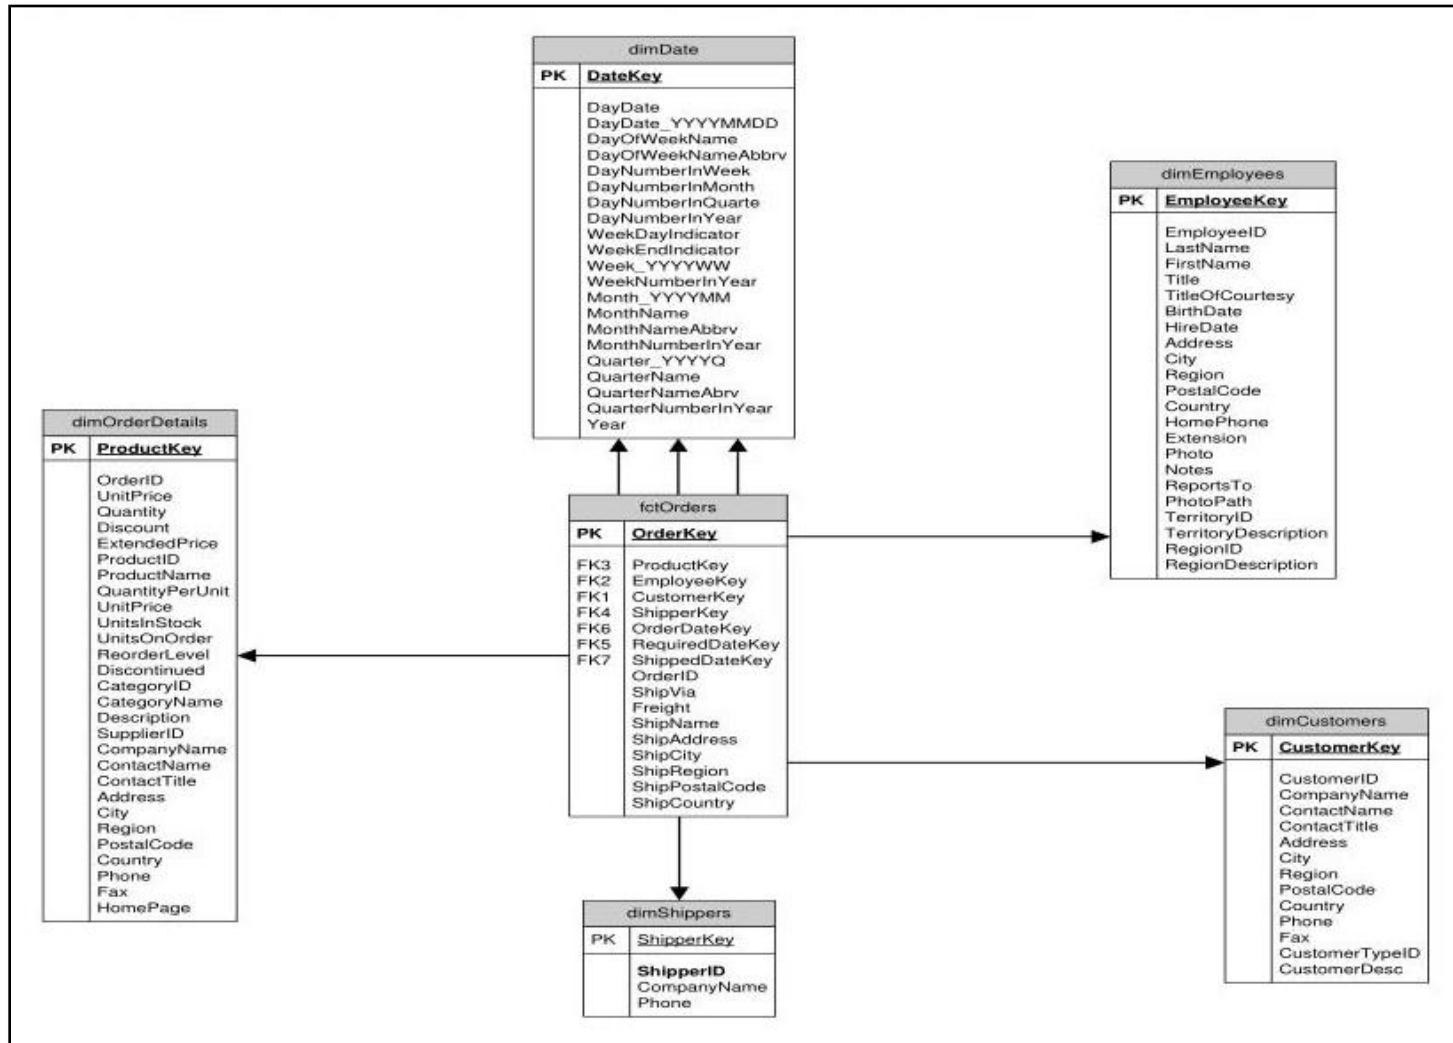 dimDate
PK DateKey
DayDate
DayDate_YYYYMMDD
DayOfWeekName
DayOfWeekNameAbbrv
DayNumberInWeek
DayNumberInMonth
DayNumberInQuarte
DayNumberInYear
WeekDayIndicator
WeekEndIndicator
Week_YYYYWW
WeekNumberInYear
Month_YYYYMM
MonthName
MonthNameAbbrv
MonthNumberInYear
Quarter_YYYYQ
QuarterName
QuarterNameAbrv
QuarterNumberInYear
Year
dimEmployees
PK EmployeeKey
EmployeeID
LastName
FirstName
Title
TitleOfCourtesy
BirthDate
HireDate
Address
City
Region
PostalCode
Country
HomePhone
Extension
Photo
Notes
ReportsTo
PhotoPath
TerritoryID
TerritoryDescription
RegionID
RegionDescription
dimOrderDetails
PK ProductKey
OrderID
UnitPrice
Quantity
Discount
ExtendedPrice
ProductID
ProductName
QuantityPerUnit
UnitPrice
UnitsInStock
UnitsOnOrder
ReorderLevel
Discontinued
CategoryID
CategoryName
Description
SupplierID
CompanyName
ContactName
ContactTitle
Address
City
Region
PostalCode
Country
Phone
Fax
HomePage
fctOrders
PK OrderKey
FK3 ProductKey
FK2 EmployeeKey
FK1 CustomerKey
FK4 ShipperKey
FK6 OrderDateKey
FK5 RequiredDateKey
FK7 ShippedDateKey
OrderID
ShipVia
Freight
ShipName
ShipAddress
ShipCity
ShipRegion
ShipPostalCode
ShipCountry
dimCustomers
PK CustomerKey
CustomerID
CompanyName
ContactName
ContactTitle
Address
City
Region
PostalCode
Country
Phone
Fax
CustomerTypeID
CustomerDesc
dimShippers
PK ShipperKey
ShipperID
CompanyName
Phone